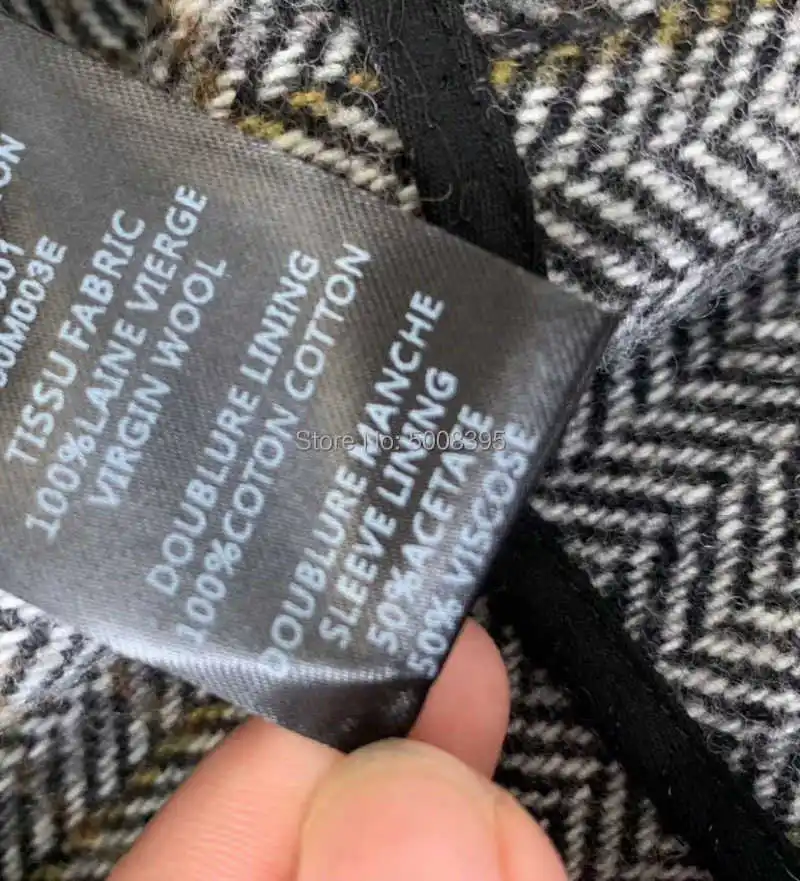 TISSU FABRIC
100%LAINE VIERGE
VIRGIN WOOL
DOUBLURE LINING
100%COTON COTTON
DOUBLURE MANCHE
SLEEVE LINING
50%ACETATE
50% VISCOSE
Store No: 5008395